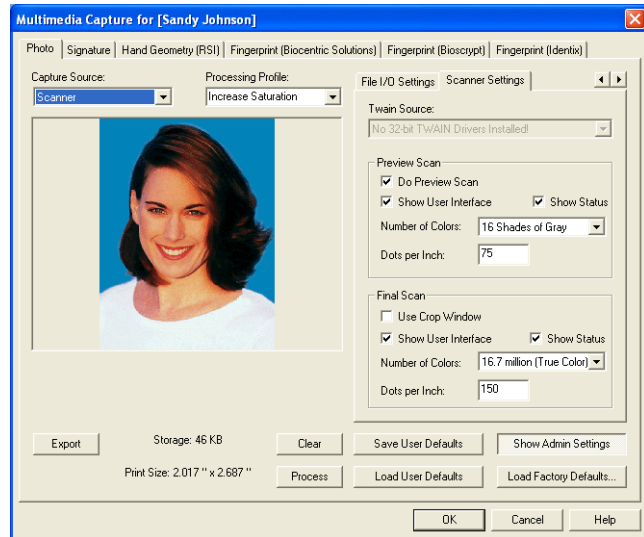 Multimedia Capture for [Sandy Johnson]
Photo Signature Hand Geometry (RSI) Fingerprint (Biocentric Solutions) Fingerprint (Bioscrypt) Fingerprint (Identix)
Capture Source: Processing Profile:
Scanner Increase Saturation
File I/O Settings Scanner Settings
Twain Source:
No 32-bit TWAIN Drivers Installed!
Preview Scan
Do Preview Scan
Show User Interface Show Status
Number of Colors: 16 Shades of Gray
Dots per Inch: 75
Final Scan
Use Crop Window
Show User Interface Show Status
Number of Colors: 16.7 million (True Color)
Dots per Inch: 150
Export Storage: 46 KB Clear Save User Defaults Show Admin Settings
Print Size: 2.017 '' x 2.687 '' Process Load User Defaults Load Factory Defaults...
OK Cancel Help